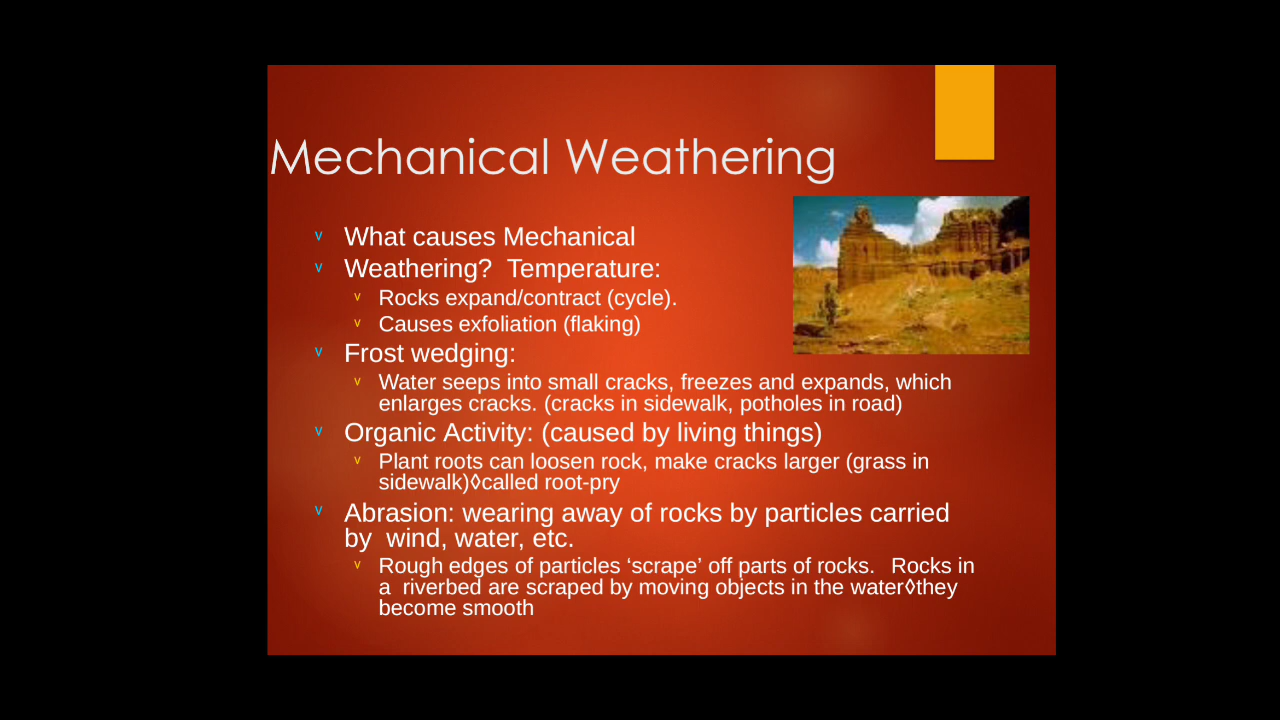 Mechanical Weathering
v What causes Mechanical
v Weathering?  Temperature:
v Rocks expand/contract (cycle).
v Causes exfoliation (flaking)
v Frost wedging:
v Water seeps into small cracks, freezes and expands, which
enlarges cracks. (cracks in sidewalk, potholes in road)
v Organic Activity: (caused by living things)
v Plant roots can loosen rock, make cracks larger (grass in
sidewalk)◊called root-pry
v Abrasion: wearing away of rocks by particles carried
by  wind, water, etc.
v Rough edges of particles ‘scrape’ off parts of rocks.  Rocks in
a  riverbed are scraped by moving objects in the water◊they
become smooth